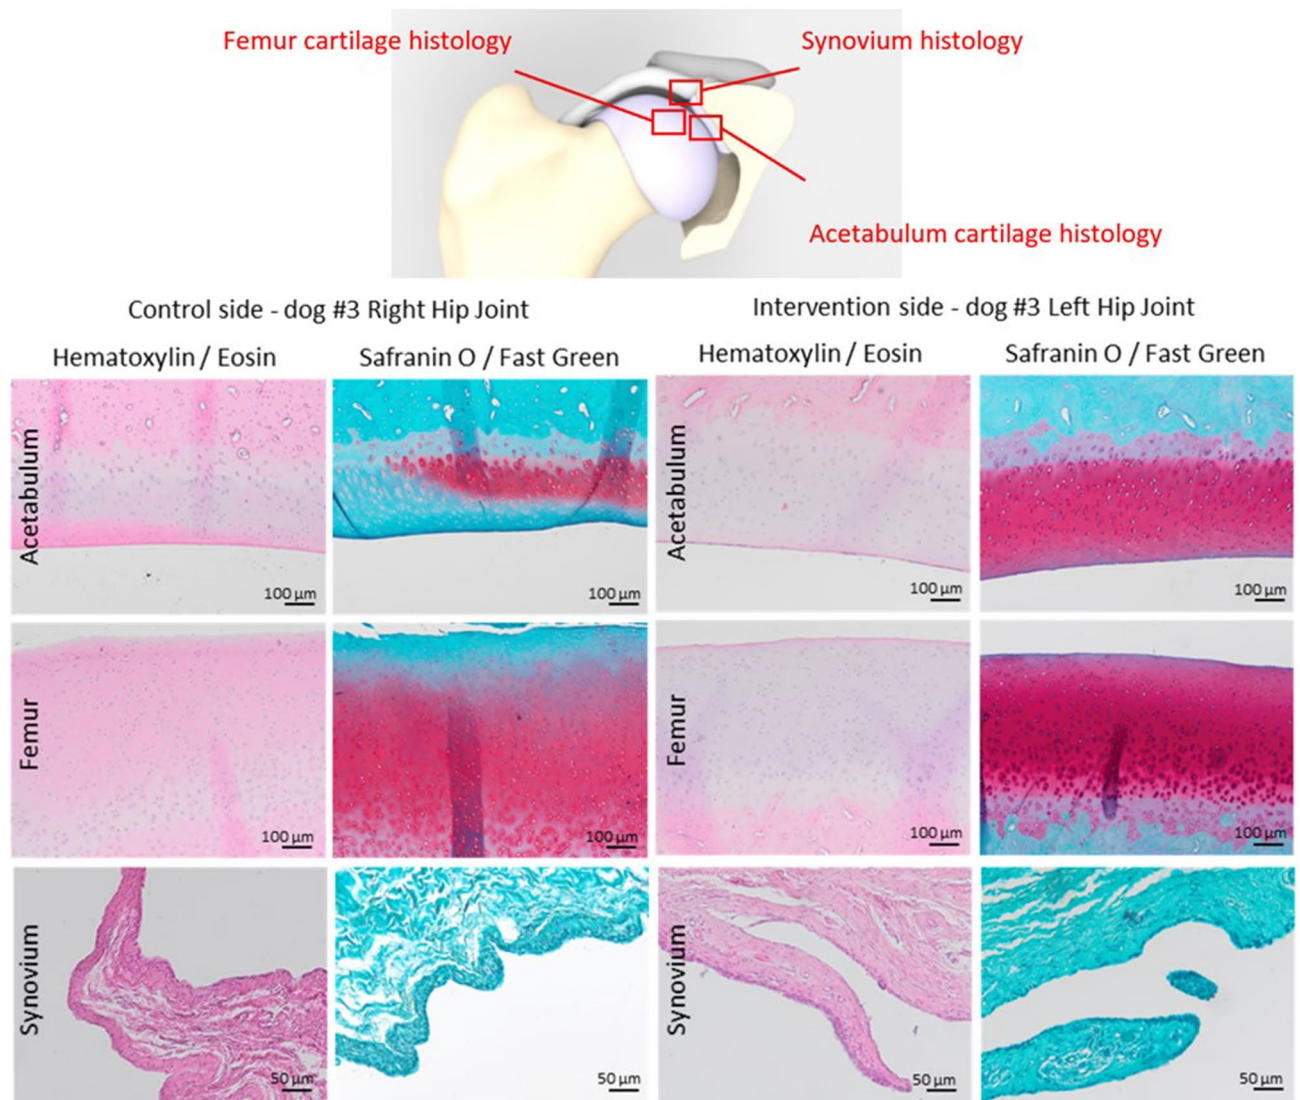 Femur cartilage histology
Synovium histology
Acetabulum cartilage histology
Control side - dog #3 Right Hip Joint
Intervention side - dog #3 Left Hip Joint
Hematoxylin / Eosin
Safranin O / Fast Green
Hematoxylin / Eosin
Safranin O / Fast Green
Acetabulum
100 µm
100 µm
Acetabulum
100 µm
100 µm
Femur
100 µm
100 µm
Femur
100 µm
100 µm
Synovium
50 µm
50 µm
Synovium
50 µm
50 µm